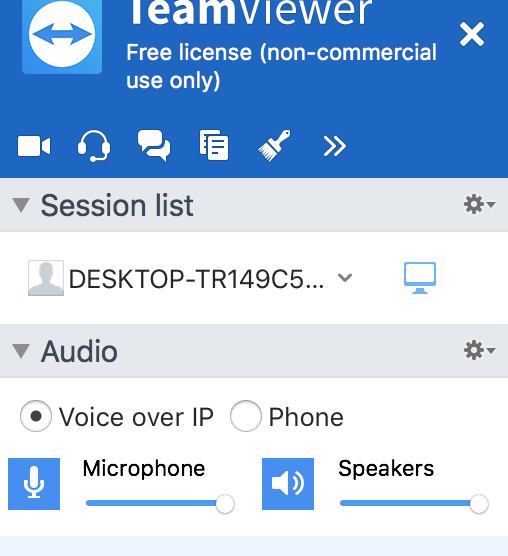 TeamViewer
Free license (non-commercial
use only)
Session list
DESKTOP-TR149C5...
Audio
Voice over IP Phone
Microphone Speakers